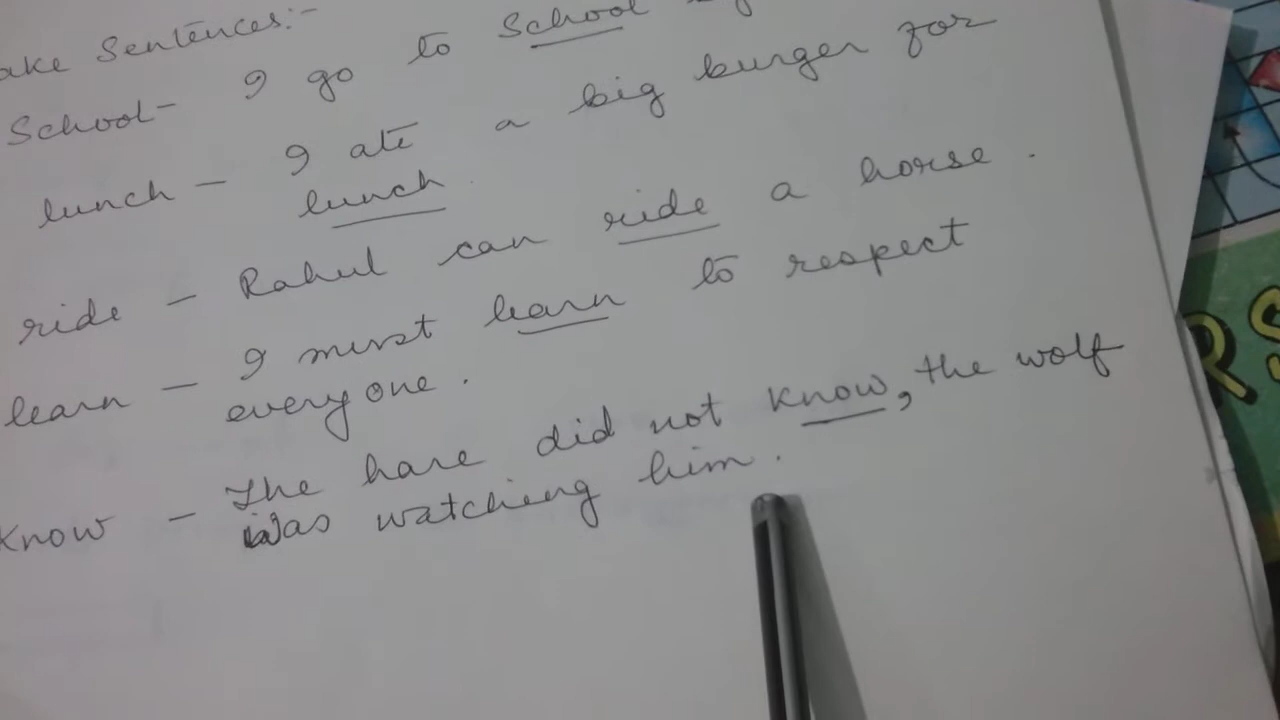 ake Sentences:-
School- I go to School
lunch - I ate a big burger for
lunch
ride - Rahul can ride a horse.
learn - I must learn to respect
everyone.
Know - The hare did not know, the wolf
was watching him.
RS